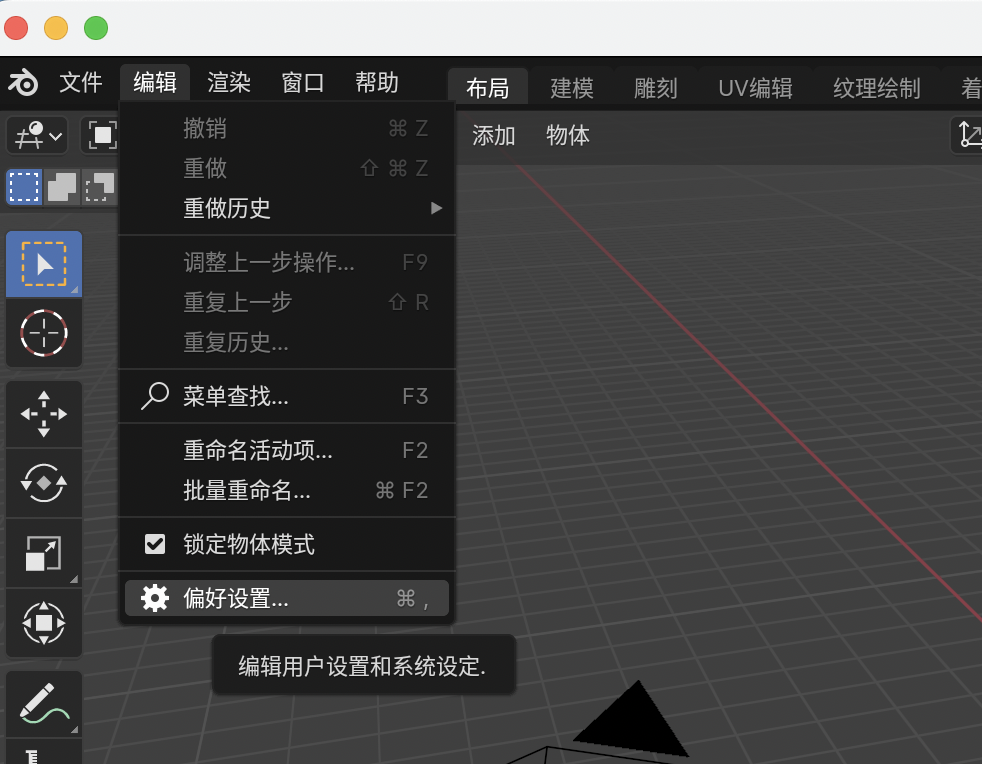 文件 编辑 渲染 窗口 帮助 布局 建模 雕刻 UV编辑 纹理绘制 着
添加 物体
撤销 ⌘ Z
重做 ⇧ ⌘ Z
重做历史 ▶
调整上一步操作... F9
重复上一步 ⇧ R
重复历史...
菜单查找... F3
重命名活动项... F2
批量重命名... ⌘ F2
锁定物体模式
偏好设置... ⌘ ,
编辑用户设置和系统设定.